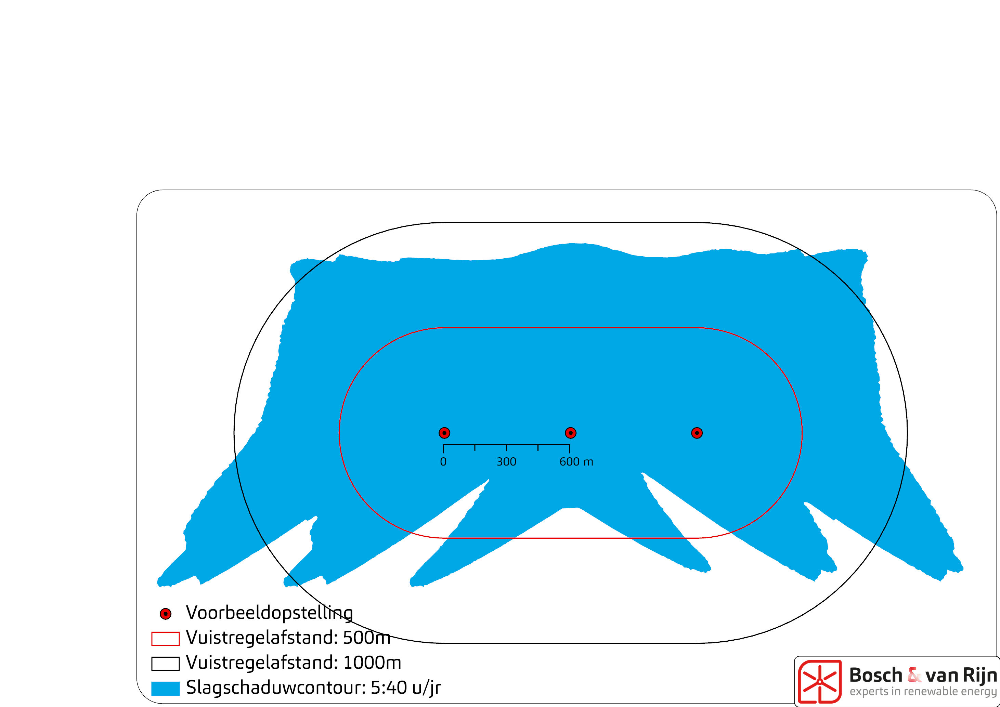 0 300 600 m
Voorbeeldopstelling
Vuistregelafstand: 500m
Vuistregelafstand: 1000m
Slagschaduwcontour: 5:40 u/jr
Bosch & van Rijn
experts in renewable energy